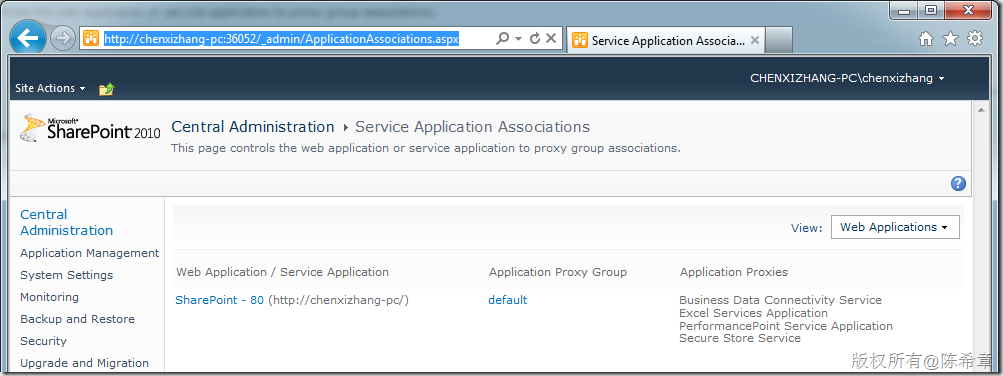 http://chenxizhang-pc:36052/_admin/ApplicationAssociations.aspx
Service Application Associa...
Site Actions
CHENXIZHANG-PC\chenxizhang
Microsoft
SharePoint 2010
Central Administration
Service Application Associations
This page controls the web application or service application to proxy group associations.
Central Administration
Application Management
System Settings
Monitoring
Backup and Restore
Security
Upgrade and Migration
View: Web Applications
Web Application / Service Application
Application Proxy Group
Application Proxies
SharePoint - 80 (http://chenxizhang-pc/)
default
Business Data Connectivity Service
Excel Services Application
PerformancePoint Service Application
Secure Store Service
版权所有@陈希章